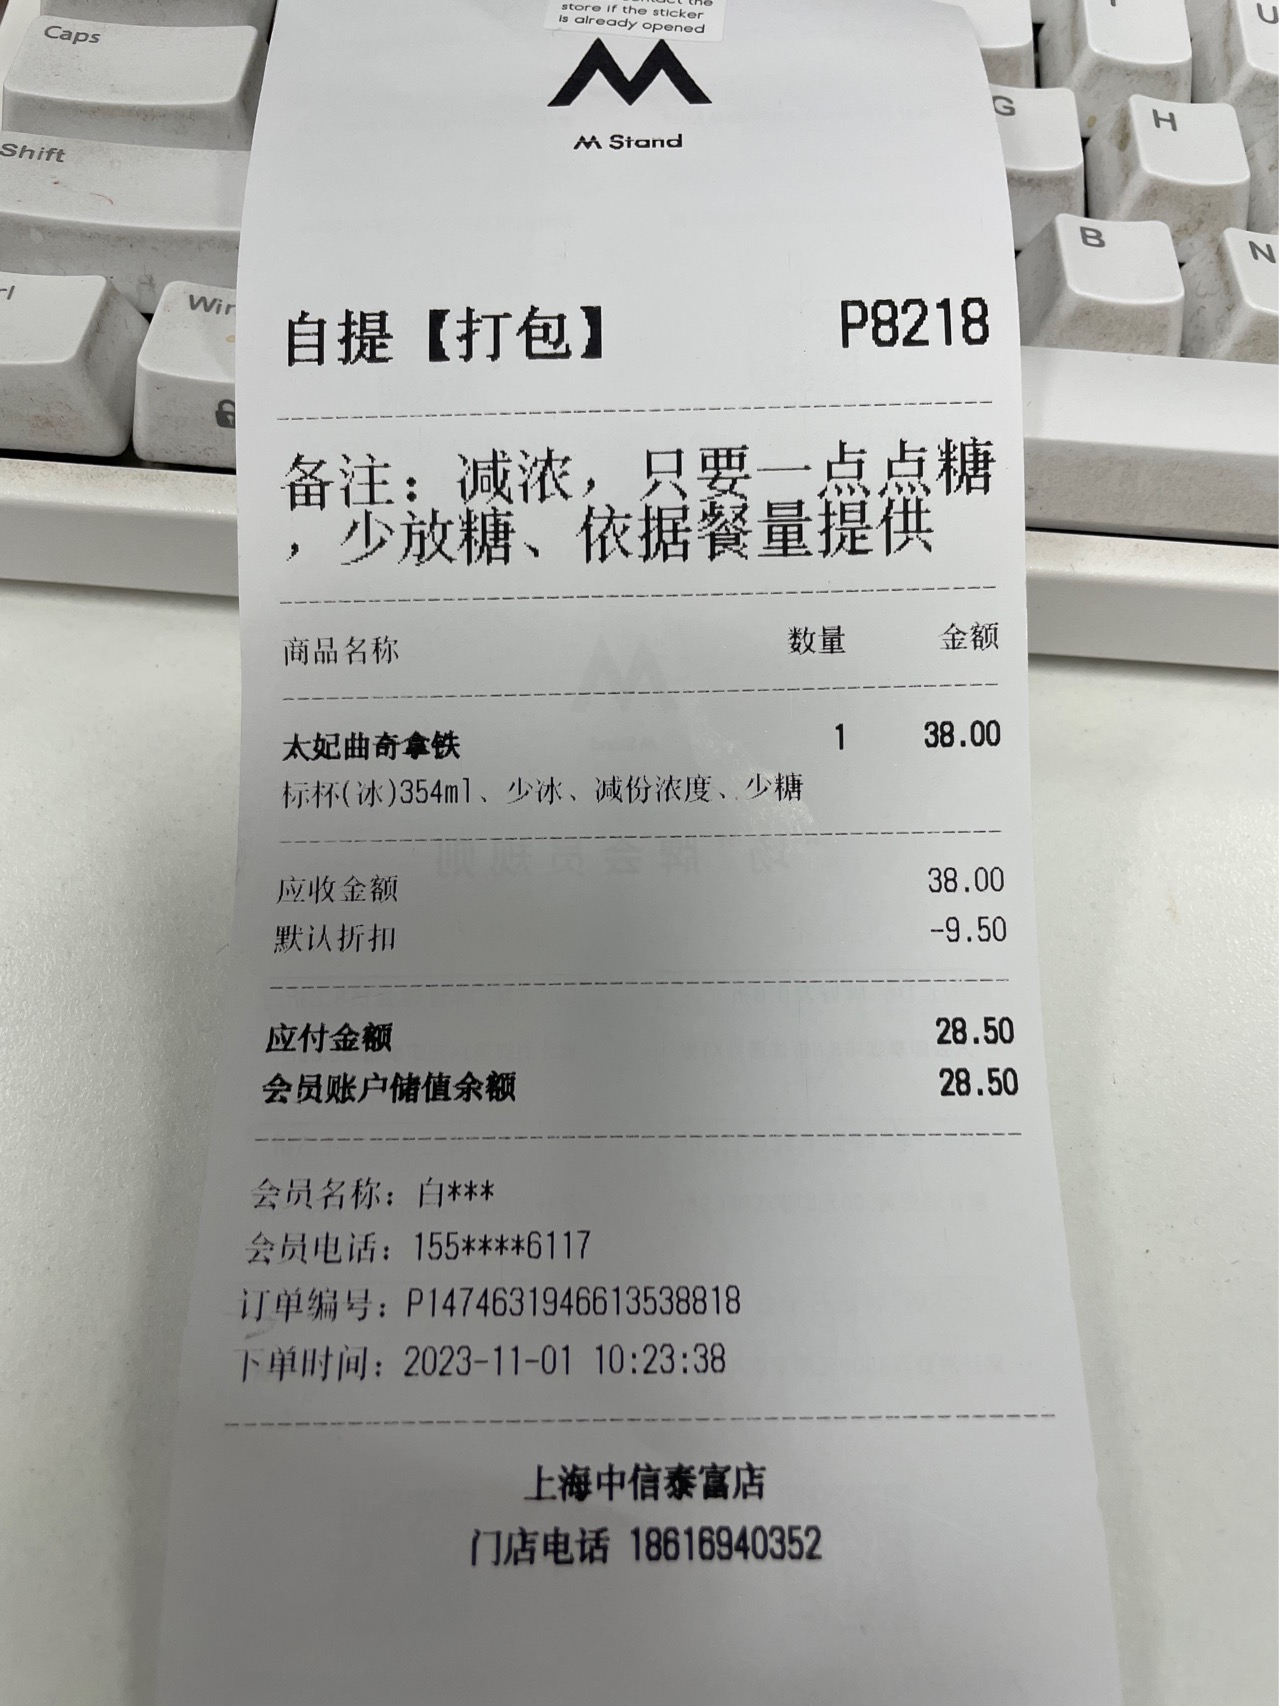 store if the sticker
is already opened
M Stand
自提【打包】 P8218
备注：减浓，只要一点点糖
，少放糖、依据餐量提供
商品名称 数量 金额
太妃曲奇拿铁 1 38.00
标杯(冰)354ml、少冰、减份浓度、少糖
应收金额 38.00
默认折扣 -9.50
应付金额 28.50
会员账户储值余额 28.50
会员名称：白***
会员电话：155****6117
订单编号：P1474631946613538818
下单时间：2023-11-01 10:23:38
上海中信泰富店
门店电话 18616940352
Caps
Shift
Win
G
H
B
N
U